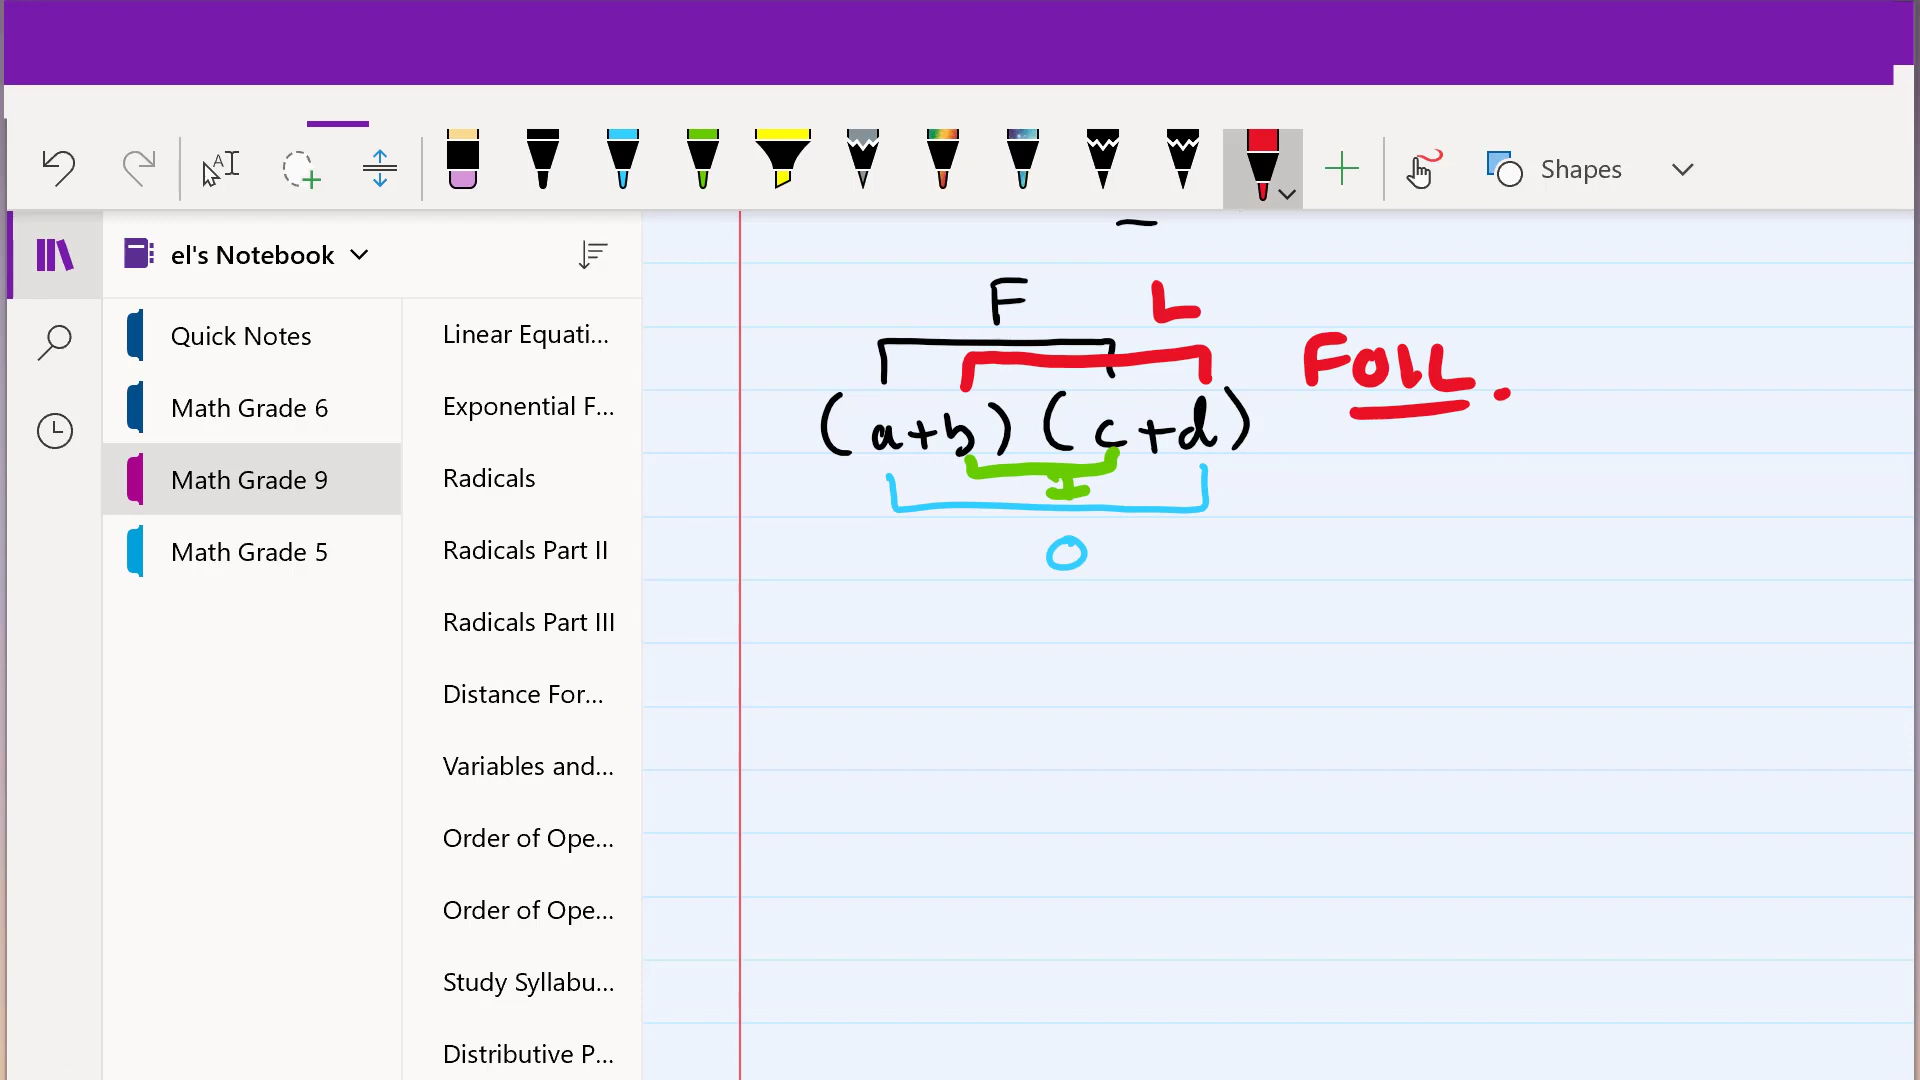 Shapes
el's Notebook
Quick Notes
Math Grade 6
Math Grade 9
Math Grade 5
Linear Equati...
Exponential F...
Radicals
Radicals Part II
Radicals Part III
Distance For...
Variables and...
Order of Ope...
Order of Ope...
Study Syllabu...
Distributive P...
F L
FOIL.
(a+b)(c+d)
I
O